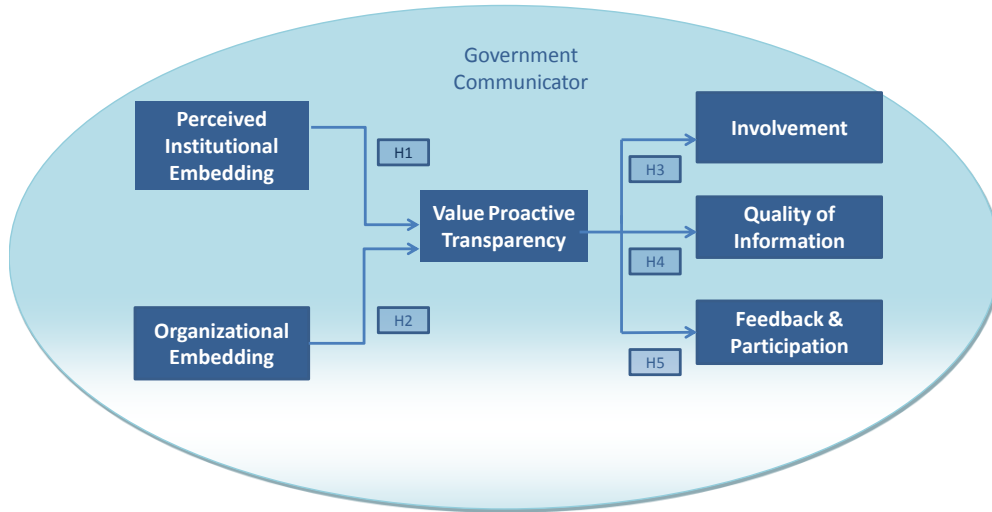 Government
Communicator
Perceived
Institutional
Embedding
H1
Organizational
Embedding
H2
Value Proactive
Transparency
Involvement
H3
Quality of
Information
H4
Feedback &
Participation
H5